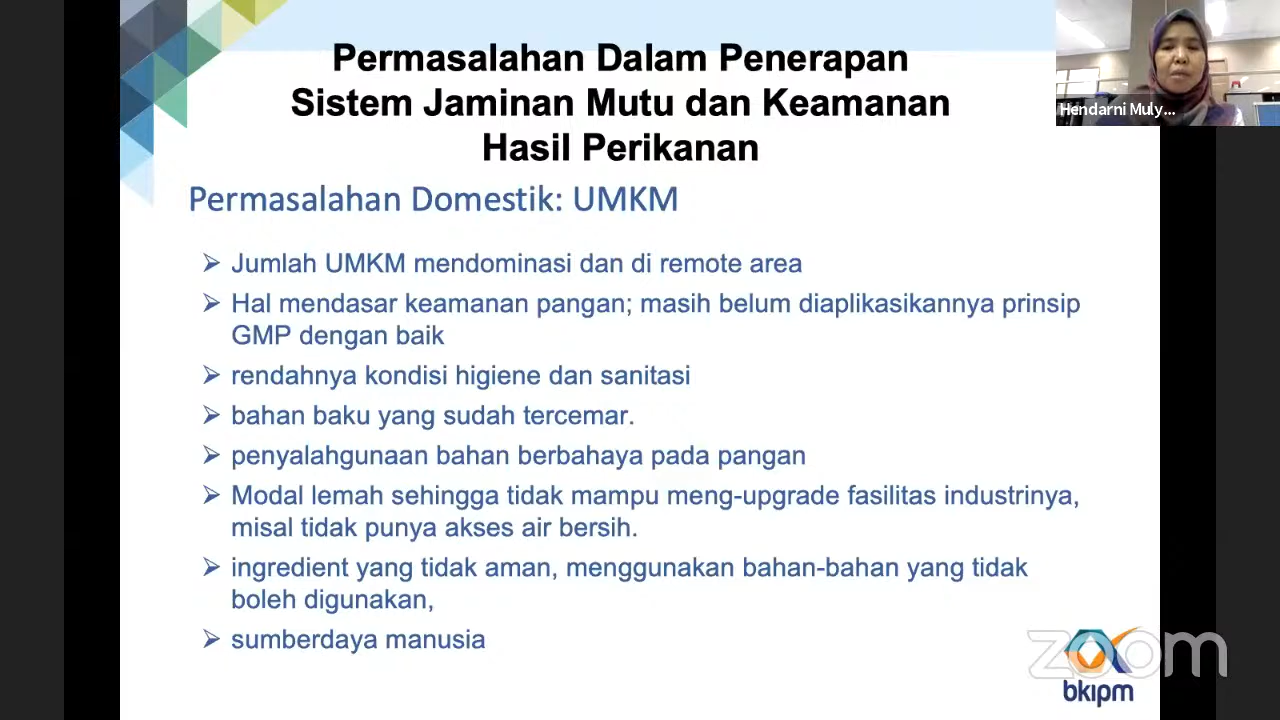 Permasalahan Dalam Penerapan
Sistem Jaminan Mutu dan Keamanan
Hasil Perikanan
Hendarni Muly...
Permasalahan Domestik: UMKM
➢ Jumlah UMKM mendominasi dan di remote area
➢ Hal mendasar keamanan pangan; masih belum diaplikasikannya prinsip
GMP dengan baik
➢ rendahnya kondisi higiene dan sanitasi
➢ bahan baku yang sudah tercemar.
➢ penyalahgunaan bahan berbahaya pada pangan
➢ Modal lemah sehingga tidak mampu meng-upgrade fasilitas industrinya,
misal tidak punya akses air bersih.
➢ ingredient yang tidak aman, menggunakan bahan-bahan yang tidak
boleh digunakan,
➢ sumberdaya manusia
zoom
bkipm